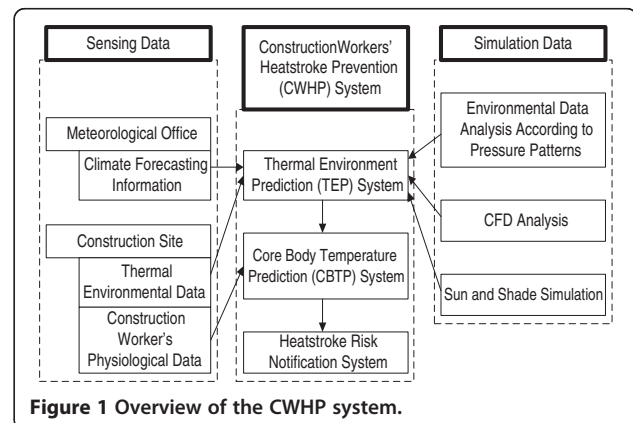 Sensing Data
Meteorological Office
Climate Forecasting
Information
Construction Site
Thermal
Environmental Data
Construction
Worker's
Physiological Data
ConstructionWorkers'
Heatstroke Prevention
(CWHP) System
Thermal Environment
Prediction (TEP) System
Core Body Temperature
Prediction (CBTP) System
Heatstroke Risk
Notification System
Simulation Data
Environmental Data
Analysis According to
Pressure Patterns
CFD Analysis
Sun and Shade Simulation
Figure 1 Overview of the CWHP system.